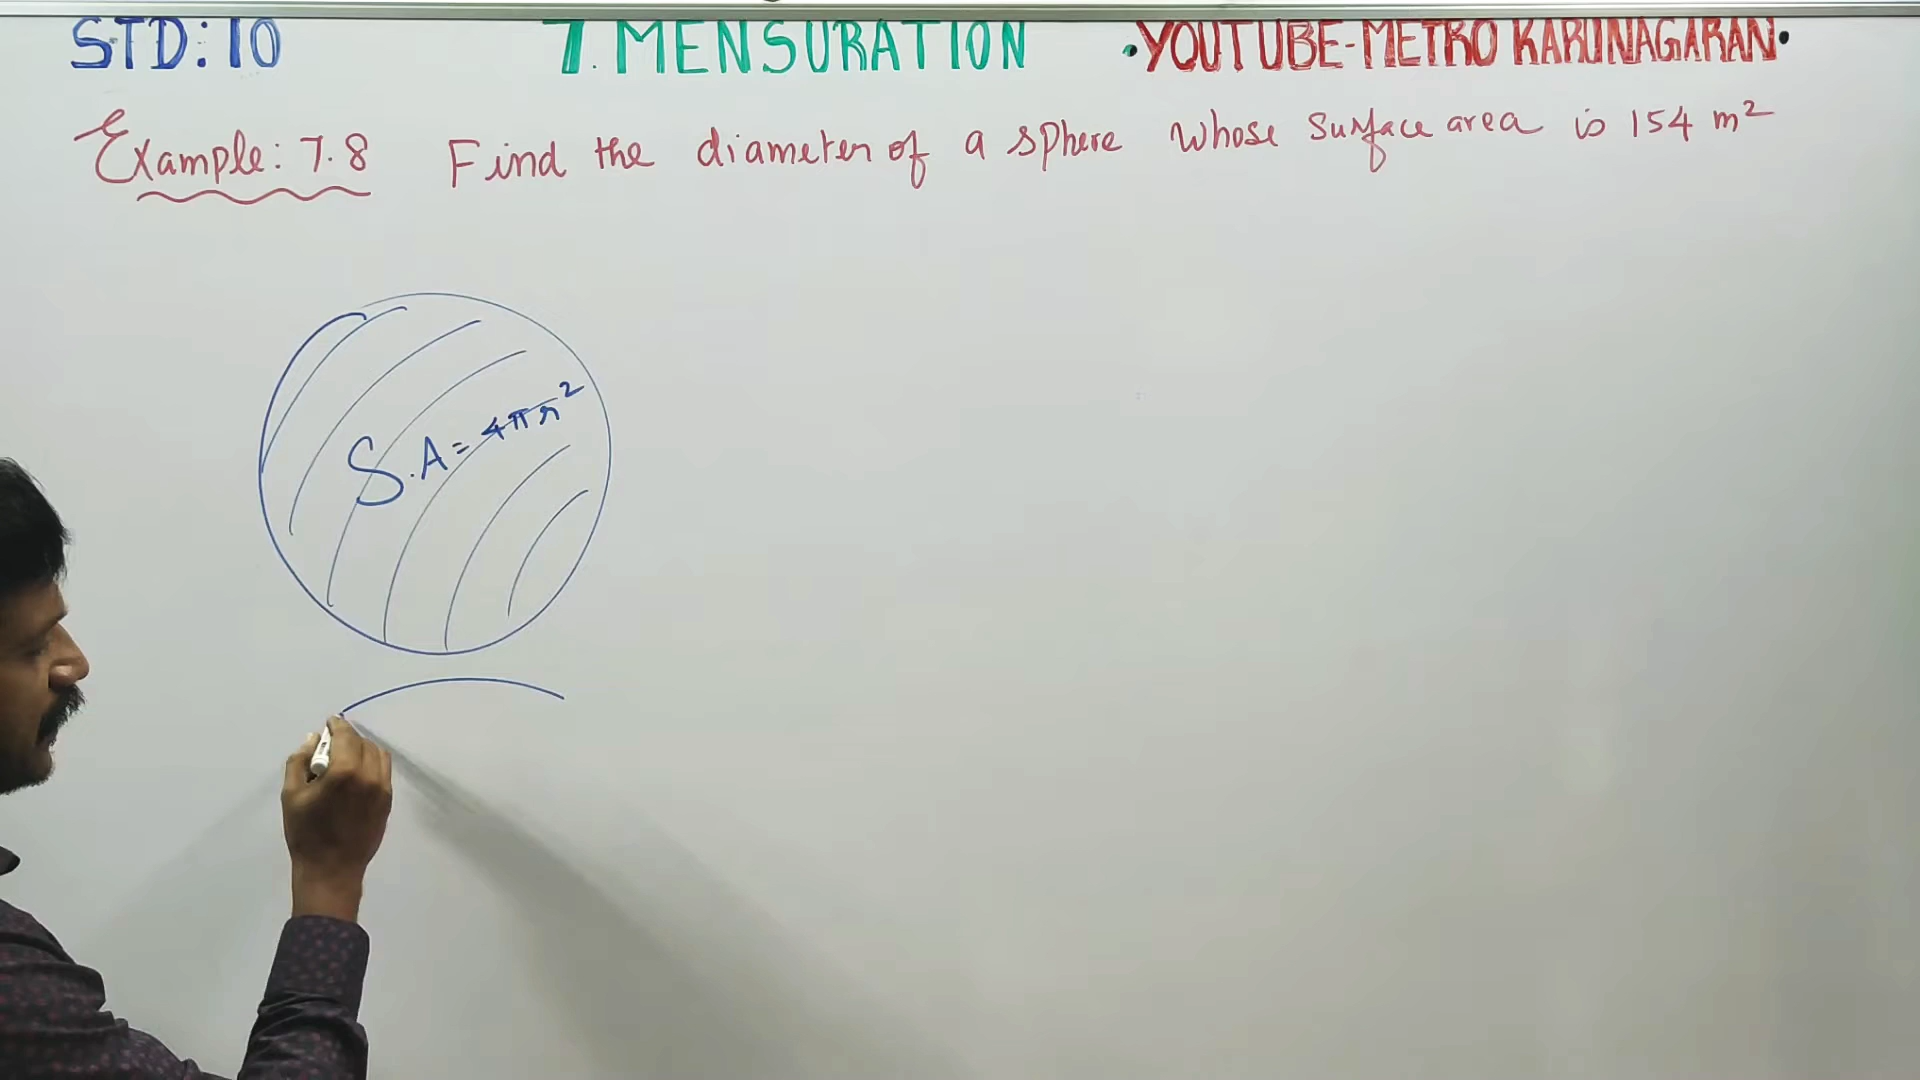 STD:10 7. MENSURATION •YOUTUBE-METRO KARUNAGARAN•
Example: 7.8 Find the diameter of a sphere whose surface area is 154 m²
S.A = 4πr²